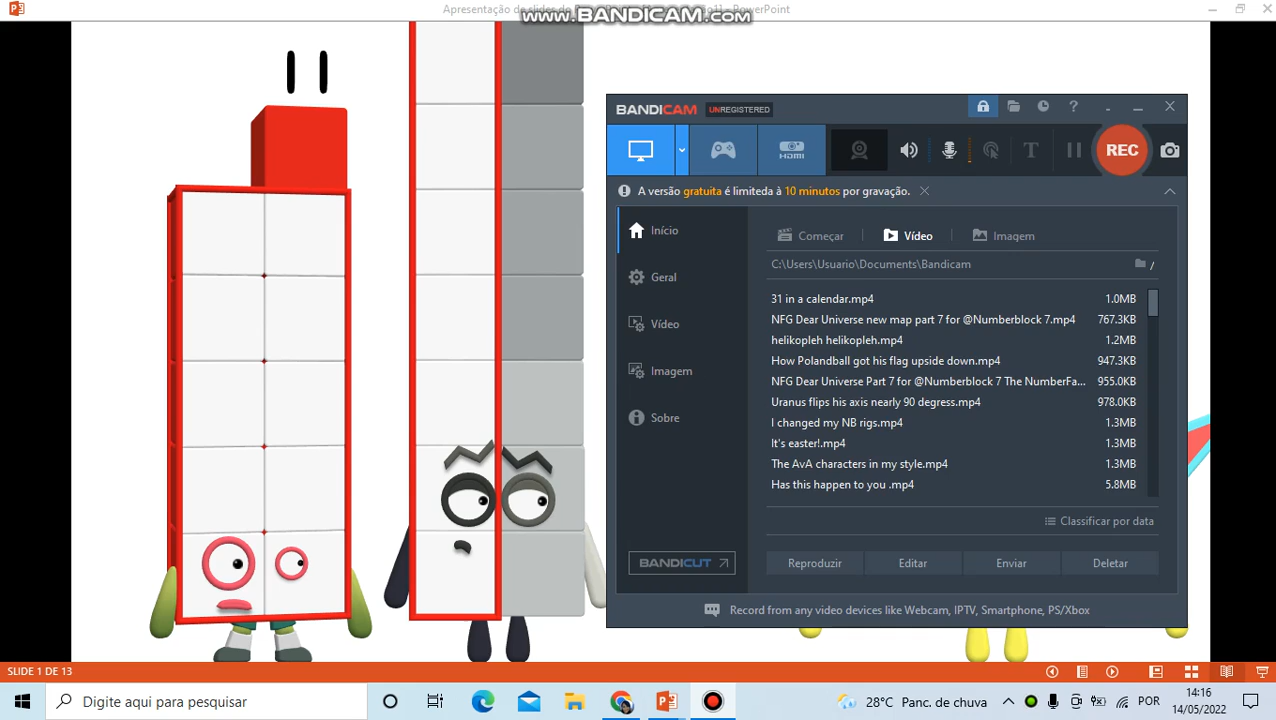 Apresentação de slides do
WWW.BANDICAM.COM
PowerPoint
BANDICAM UNREGISTERED
HDMI
T
REC
A versão gratuita é limiteda à 10 minutos por gravação.
Início
Geral
Vídeo
Imagem
Sobre
BANDICUT
Começar
Vídeo
Imagem
C:\Users\Usuario\Documents\Bandicam
/
31 in a calendar.mp4 1.0MB
NFG Dear Universe new map part 7 for @Numberblock 7.mp4 767.3KB
helikopleh helikopleh.mp4 1.2MB
How Polandball got his flag upside down.mp4 947.3KB
NFG Dear Universe Part 7 for @Numberblock 7 The NumberFa... 955.0KB
Uranus flips his axis nearly 90 degress.mp4 978.0KB
I changed my NB rigs.mp4 1.3MB
It's easter!.mp4 1.3MB
The AvA characters in my style.mp4 1.3MB
Has this happen to you .mp4 5.8MB
Classificar por data
Reproduzir Editar Enviar Deletar
Record from any video devices like Webcam, IPTV, Smartphone, PS/Xbox
SLIDE 1 DE 13
Digite aqui para pesquisar
28°C Panc. de chuva
POR
14:16
14/05/2022